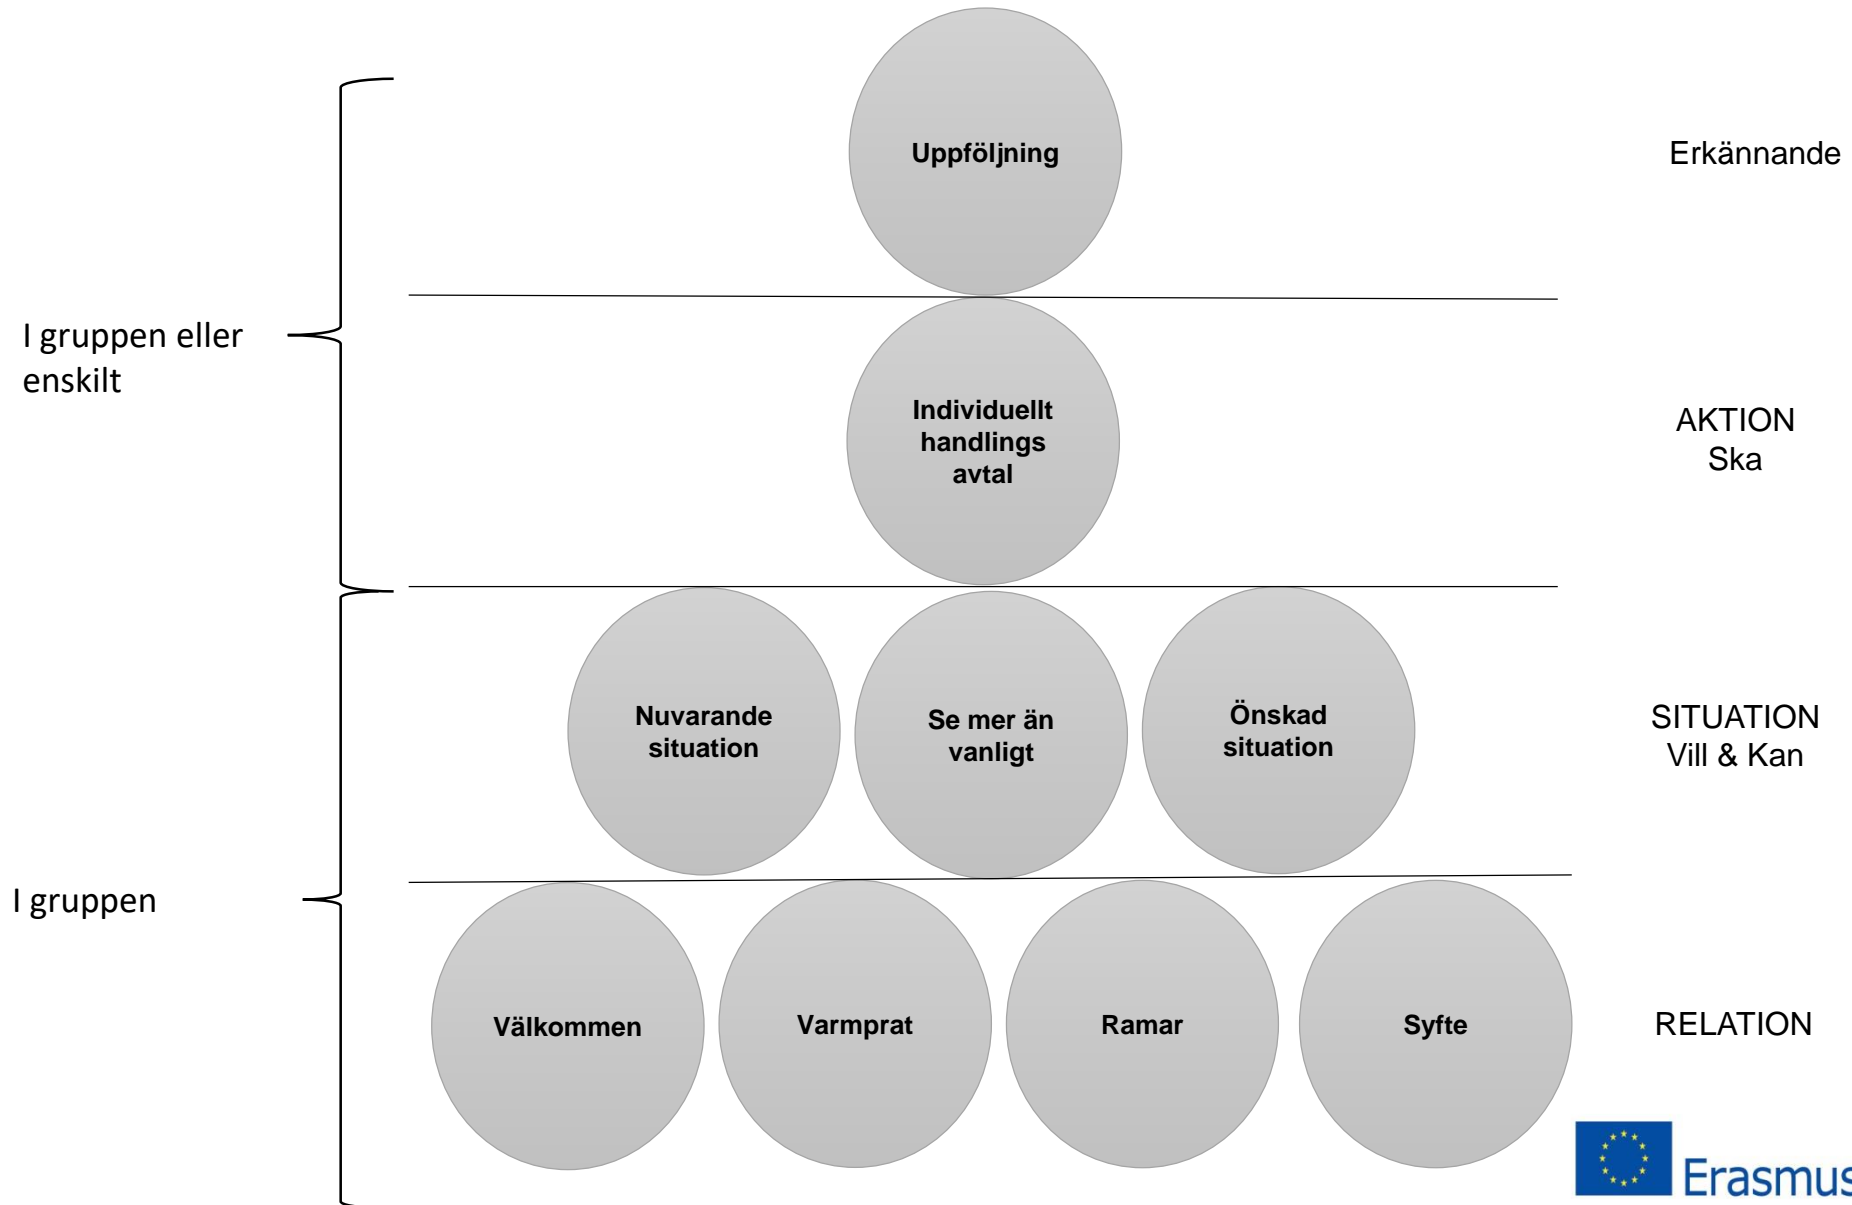 Uppföljning
Erkännande
I gruppen eller
enskilt
Individuellt
handlings
avtal
AKTION
Ska
Nuvarande
situation
Se mer än
vanligt
Önskad
situation
SITUATION
Vill & Kan
I gruppen
Välkommen
Varmprat
Ramar
Syfte
RELATION
Erasmus